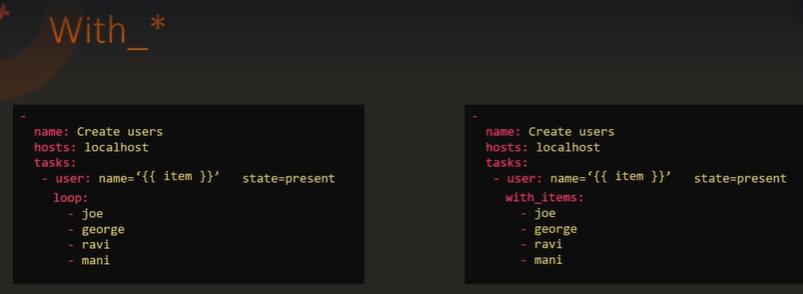 With_*
-
name: Create users
hosts: localhost
tasks:
- user: name=‘{{ item }}’ state=present
loop:
- joe
- george
- ravi
- mani
-
name: Create users
hosts: localhost
tasks:
- user: name=‘{{ item }}’ state=present
with_items:
- joe
- george
- ravi
- mani